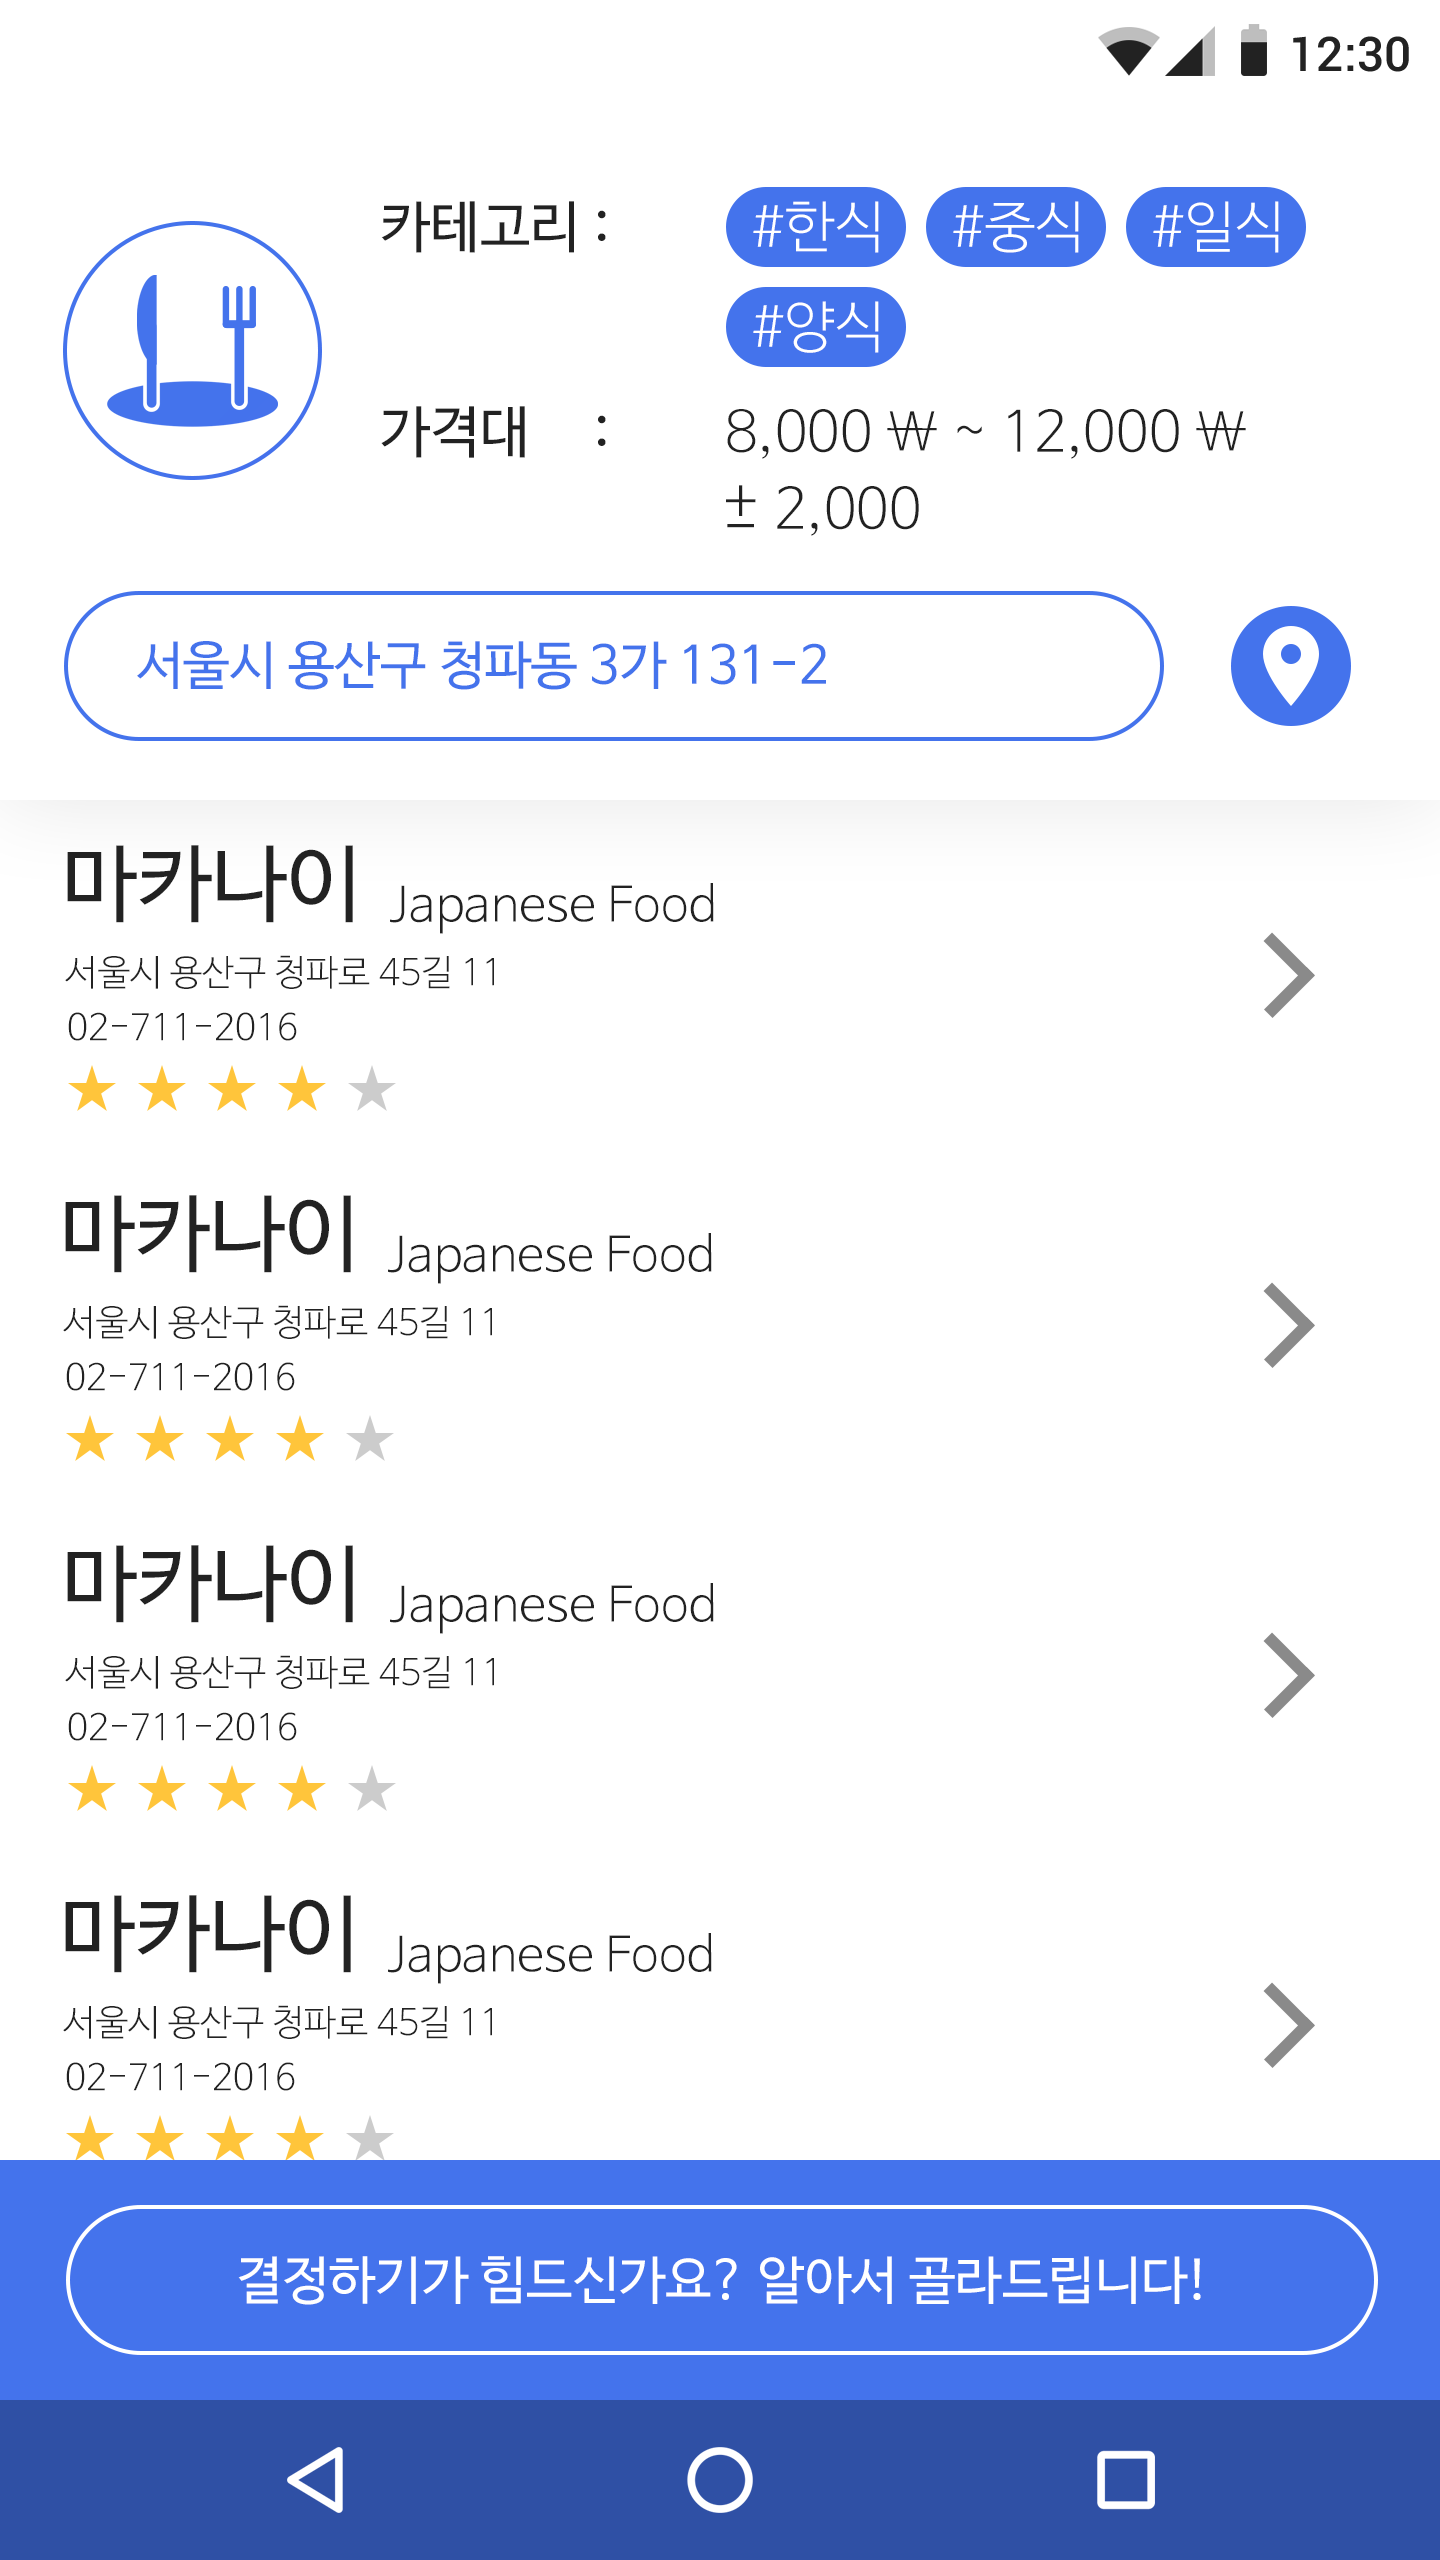 12:30
카테고리 : #한식 #중식 #일식
#양식
가격대 : 8,000 ₩ ~ 12,000 ₩
± 2,000
서울시 용산구 청파동 3가 131-2
마카나이 Japanese Food
서울시 용산구 청파로 45길 11
02-711-2016
마카나이 Japanese Food
서울시 용산구 청파로 45길 11
02-711-2016
마카나이 Japanese Food
서울시 용산구 청파로 45길 11
02-711-2016
마카나이 Japanese Food
서울시 용산구 청파로 45길 11
02-711-2016
결정하기가 힘드신가요? 알아서 골라드립니다!